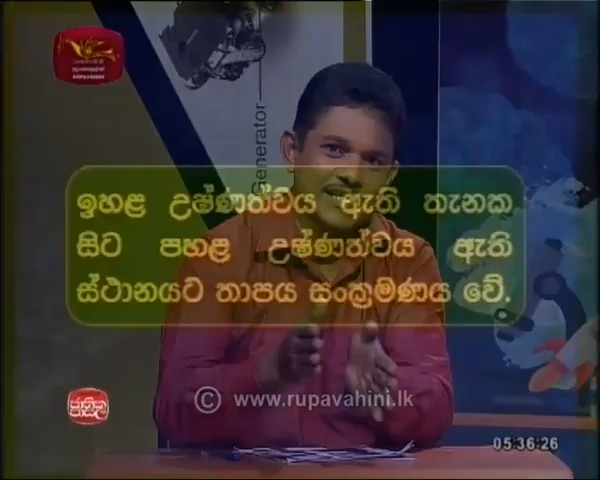 Generator
ඉහළ උෂ්ණත්වය ඇති තැනක
සිට පහළ උෂ්ණත්වය ඇති
ස්ථානයට තාපය සංක්‍රමණය වේ.
© www.rupavahini.lk
05:36:26